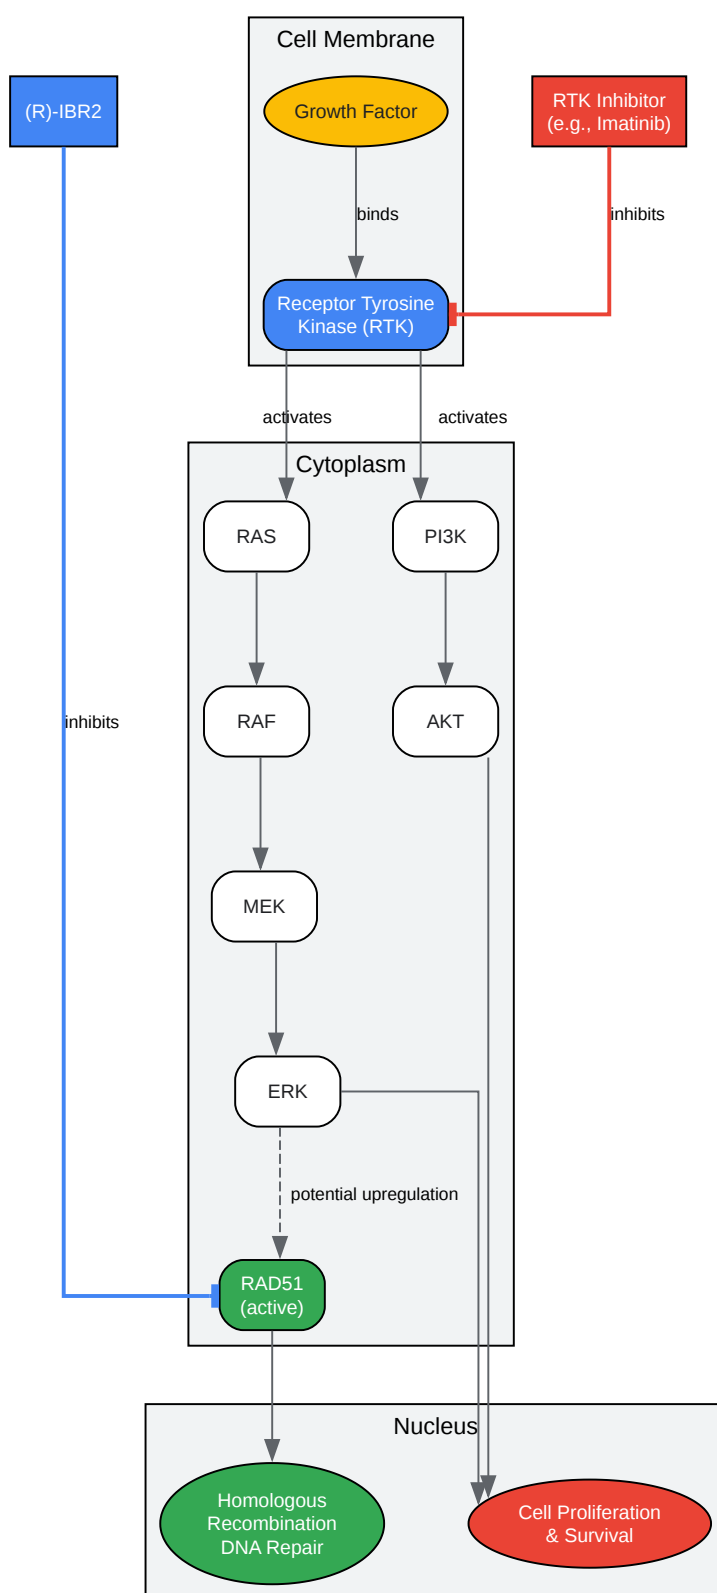 Cell Membrane
(R)-IBR2
Growth Factor
RTK Inhibitor
(e.g., Imatinib)
binds
inhibits
Receptor Tyrosine
Kinase (RTK)
activates
activates
Cytoplasm
RAS
PI3K
RAF
AKT
inhibits
MEK
ERK
potential upregulation
RAD51
(active)
Nucleus
Homologous
Recombination
DNA Repair
Cell Proliferation
& Survival